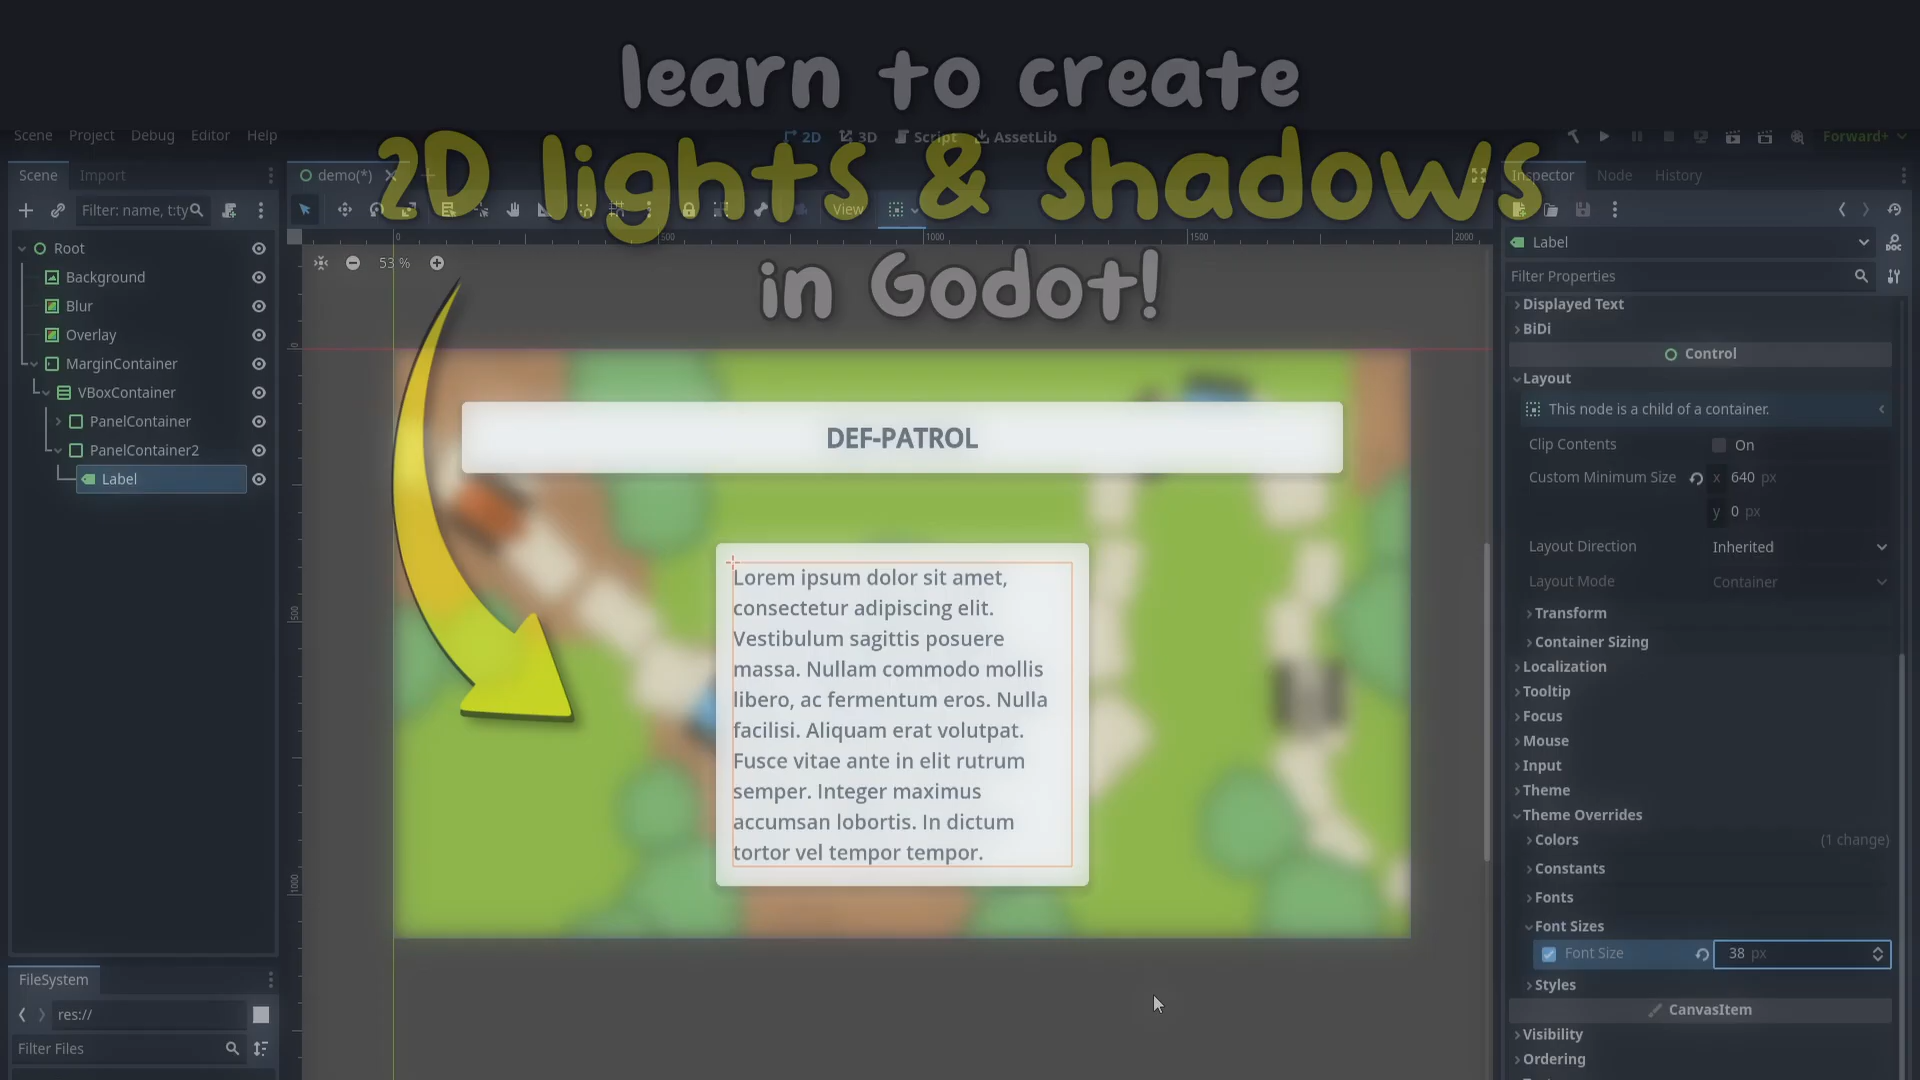 learn to create
2D lights & shadows
in Godot!
Scene Project Debug Editor Help
2D 3D Script AssetLib
Forward+
Scene Import
Filter: name, t:ty
Root
Background
Blur
Overlay
MarginContainer
VBoxContainer
PanelContainer
PanelContainer2
Label
FileSystem
res://
Filter Files
demo(*)
View
0 500 1000 1500 2000
53 %
0
500
1000
DEF-PATROL
Lorem ipsum dolor sit amet,
consectetur adipiscing elit.
Vestibulum sagittis posuere
massa. Nullam commodo mollis
libero, ac fermentum eros. Nulla
facilisi. Aliquam erat volutpat.
Fusce vitae ante in elit rutrum
semper. Integer maximus
accumsan lobortis. In dictum
tortor vel tempor tempor.
Inspector Node History
Label
DOC
Filter Properties
Displayed Text
BiDi
Control
Layout
This node is a child of a container.
Clip Contents On
Custom Minimum Size x 640 px
y 0 px
Layout Direction Inherited
Layout Mode Container
Transform
Container Sizing
Localization
Tooltip
Focus
Mouse
Input
Theme
Theme Overrides
Colors (1 change)
Constants
Fonts
Font Sizes
Font Size 38 px
Styles
CanvasItem
Visibility
Ordering